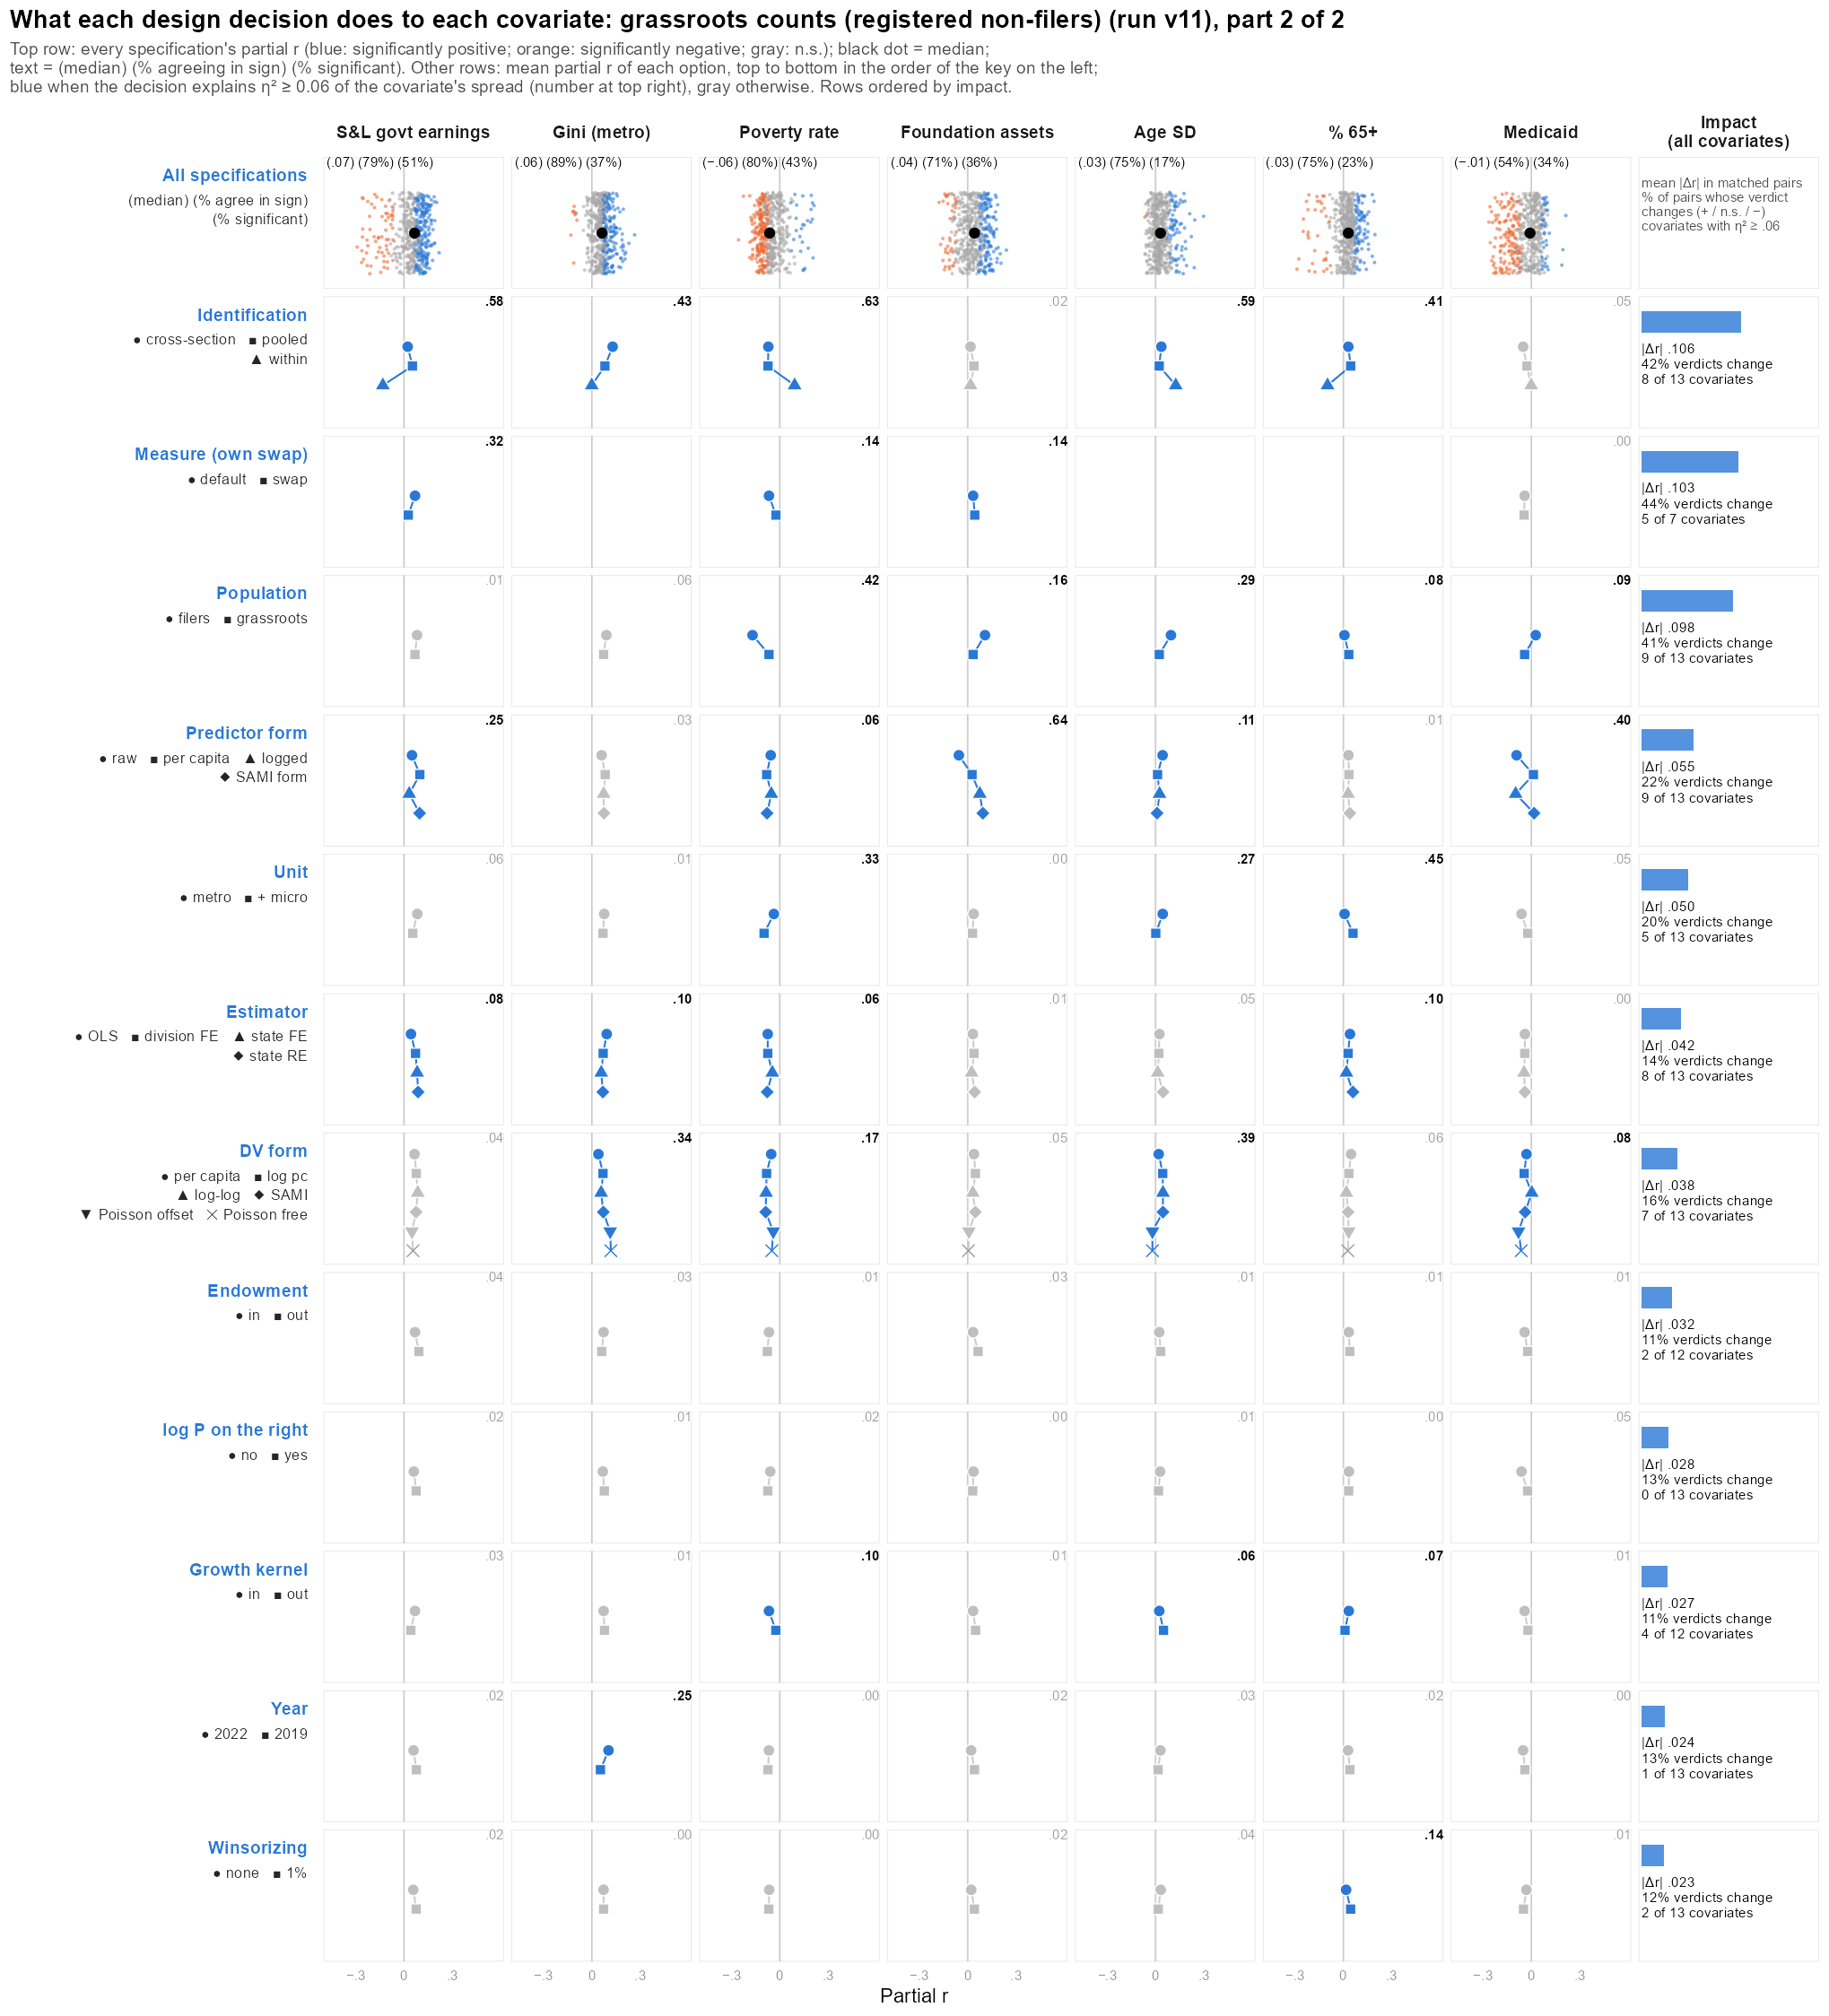 What each design decision does to each covariate: grassroots counts (registered non-filers) (run v11), part 2 of 2
Top row: every specification's partial r (blue: significantly positive; orange: significantly negative; gray: n.s.); black dot = median;
text = (median) (% agreeing in sign) (% significant). Other rows: mean partial r of each option, top to bottom in the order of the key on the left;
blue when the decision explains η² ≥ 0.06 of the covariate's spread (number at top right), gray otherwise. Rows ordered by impact.
S&L govt earnings Gini (metro) Poverty rate Foundation assets Age SD % 65+ Medicaid Impact
(all covariates)
(.07) (79%) (51%) (.06) (89%) (37%) (−.06) (80%) (43%) (.04) (71%) (36%) (.03) (75%) (17%) (.03) (75%) (23%) (−.01) (54%) (34%)
All specifications
(median) (% agree in sign)
(% significant)
mean |Δr| in matched pairs
% of pairs whose verdict
changes (+ / n.s. / −)
covariates with η² ≥ .06
.58 .43 .63 .02 .59 .41 .05
Identification
● cross-section ■ pooled
▲ within
|Δr| .106
42% verdicts change
8 of 13 covariates
.32 .14 .14 .00
Measure (own swap)
● default ■ swap
|Δr| .103
44% verdicts change
5 of 7 covariates
.01 .06 .42 .16 .29 .08 .09
Population
● filers ■ grassroots
|Δr| .098
41% verdicts change
9 of 13 covariates
.25 .03 .06 .64 .11 .01 .40
Predictor form
● raw ■ per capita ▲ logged
◆ SAMI form
|Δr| .055
22% verdicts change
9 of 13 covariates
.06 .01 .33 .00 .27 .45 .05
Unit
● metro ■ + micro
|Δr| .050
20% verdicts change
5 of 13 covariates
.08 .10 .06 .01 .05 .10 .00
Estimator
● OLS ■ division FE ▲ state FE
◆ state RE
|Δr| .042
14% verdicts change
8 of 13 covariates
.04 .34 .17 .05 .39 .06 .08
DV form
● per capita ■ log pc
▲ log-log ◆ SAMI
▼ Poisson offset × Poisson free
|Δr| .038
16% verdicts change
7 of 13 covariates
.04 .03 .01 .03 .01 .01 .01
Endowment
● in ■ out
|Δr| .032
11% verdicts change
2 of 12 covariates
.02 .01 .02 .00 .01 .00 .05
log P on the right
● no ■ yes
|Δr| .028
13% verdicts change
0 of 13 covariates
.03 .01 .10 .01 .06 .07 .01
Growth kernel
● in ■ out
|Δr| .027
11% verdicts change
4 of 12 covariates
.02 .25 .00 .02 .03 .02 .00
Year
● 2022 ■ 2019
|Δr| .024
13% verdicts change
1 of 13 covariates
.02 .00 .00 .02 .04 .14 .01
Winsorizing
● none ■ 1%
|Δr| .023
12% verdicts change
2 of 13 covariates
−.3 0 .3 −.3 0 .3 −.3 0 .3 −.3 0 .3 −.3 0 .3 −.3 0 .3 −.3 0 .3
Partial r